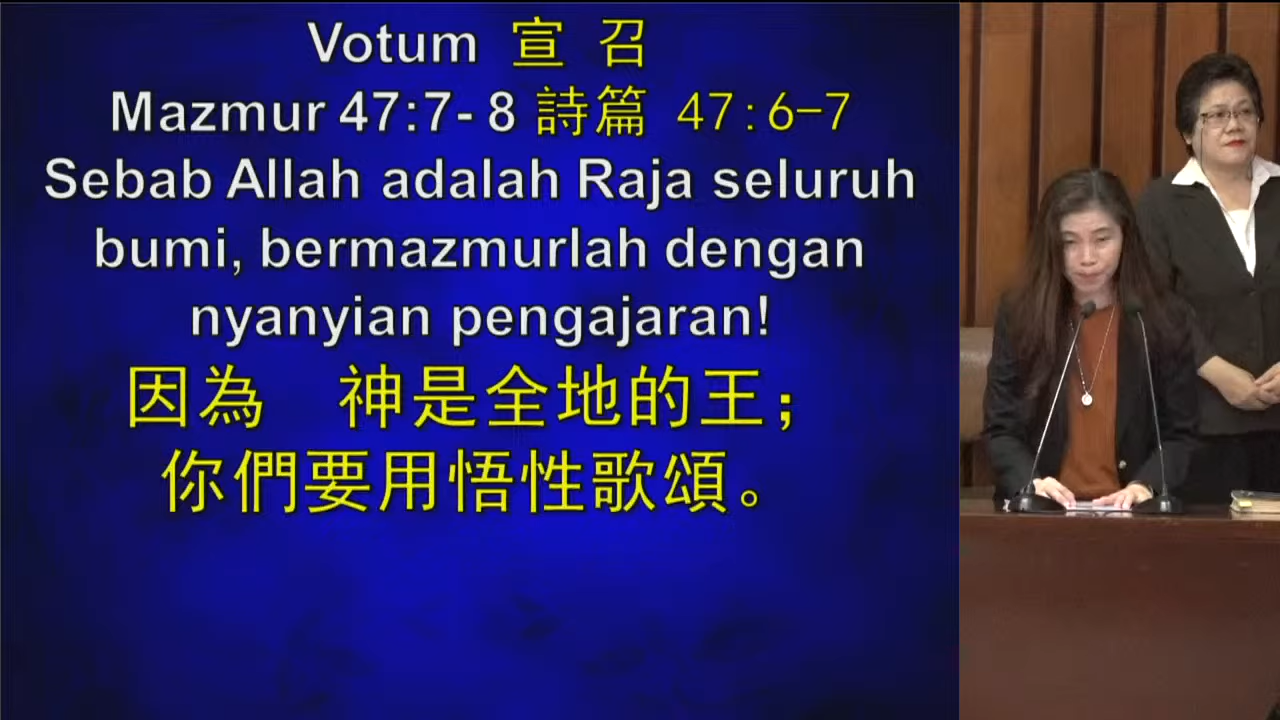 Votum 宣 召
Mazmur 47:7- 8 詩篇 47:6-7
Sebab Allah adalah Raja seluruh
bumi, bermazmurlah dengan
nyanyian pengajaran!
因為　神是全地的王；
你們要用悟性歌頌。